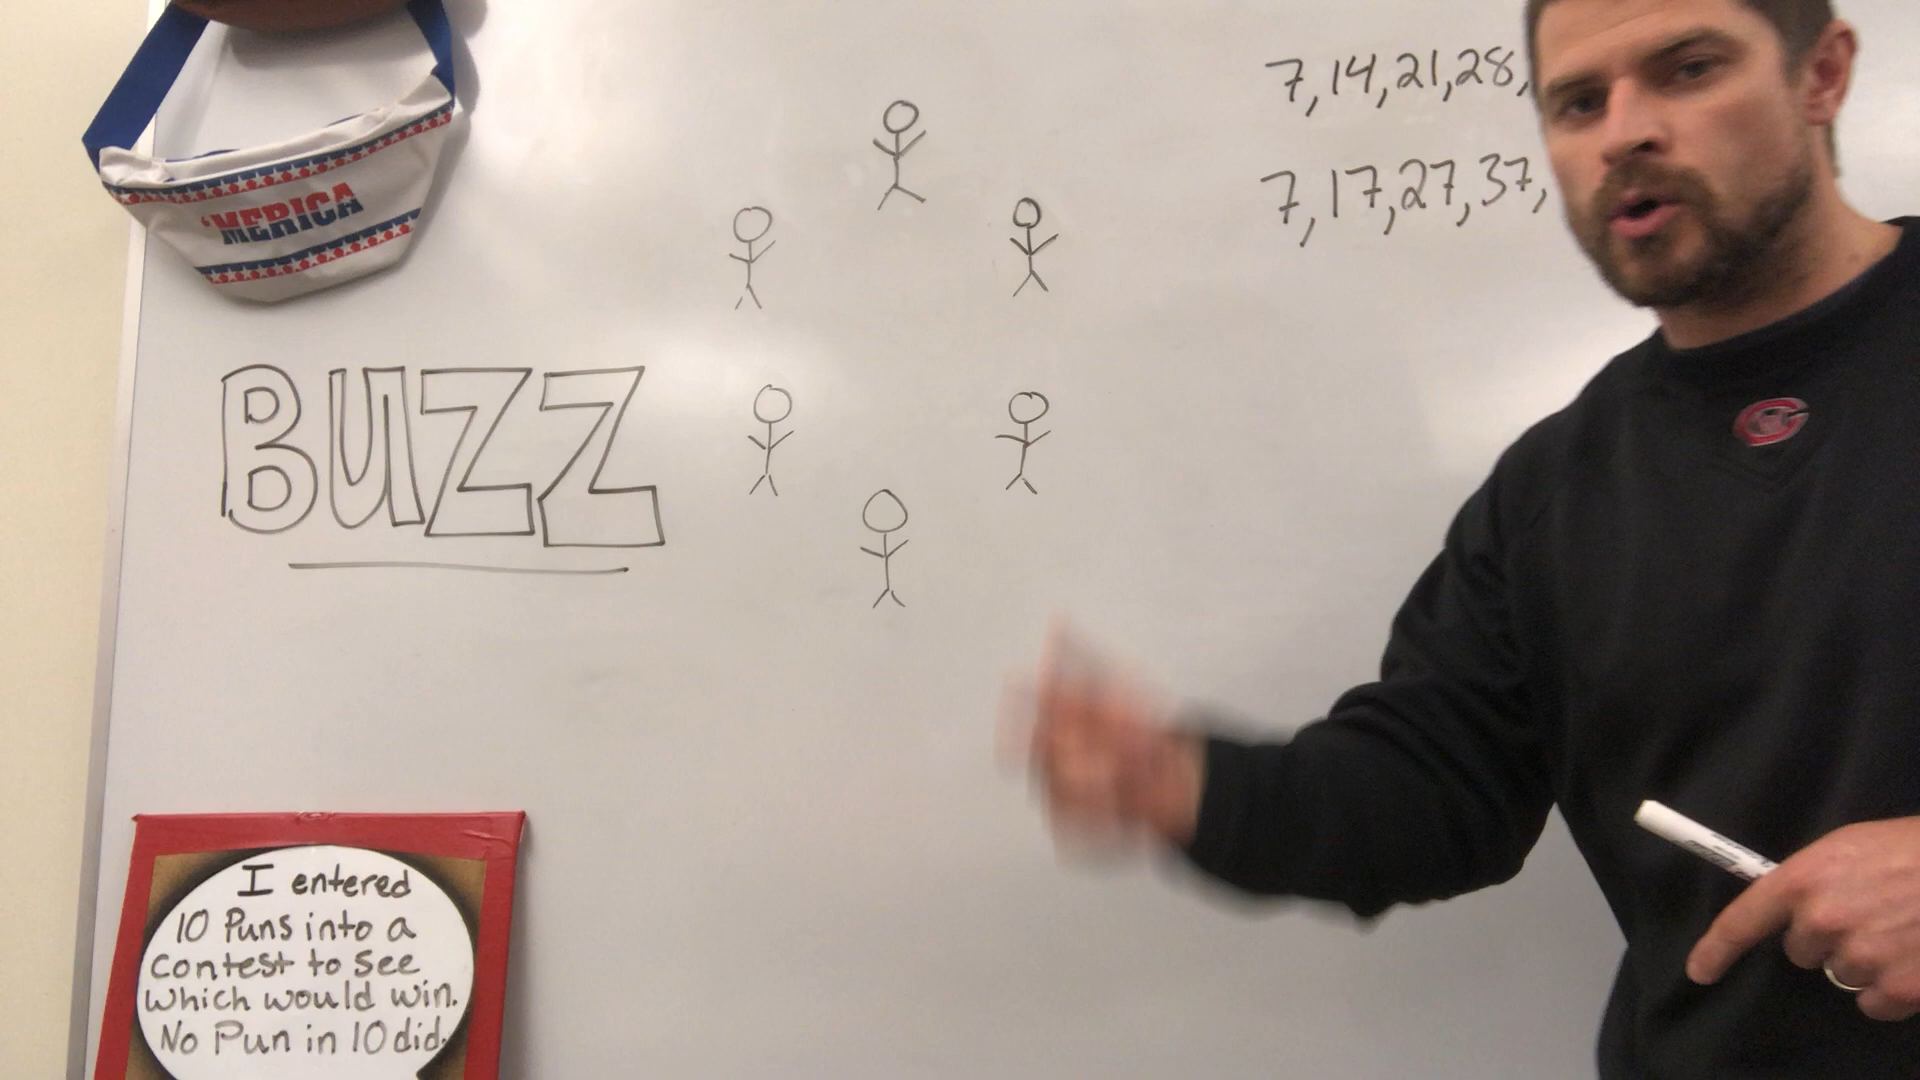 'MERICA
7, 14, 21, 28,
7, 17, 27, 37,
BUZZ
I entered
10 Puns into a
contest to see
which would win.
No Pun in 10 did.
C